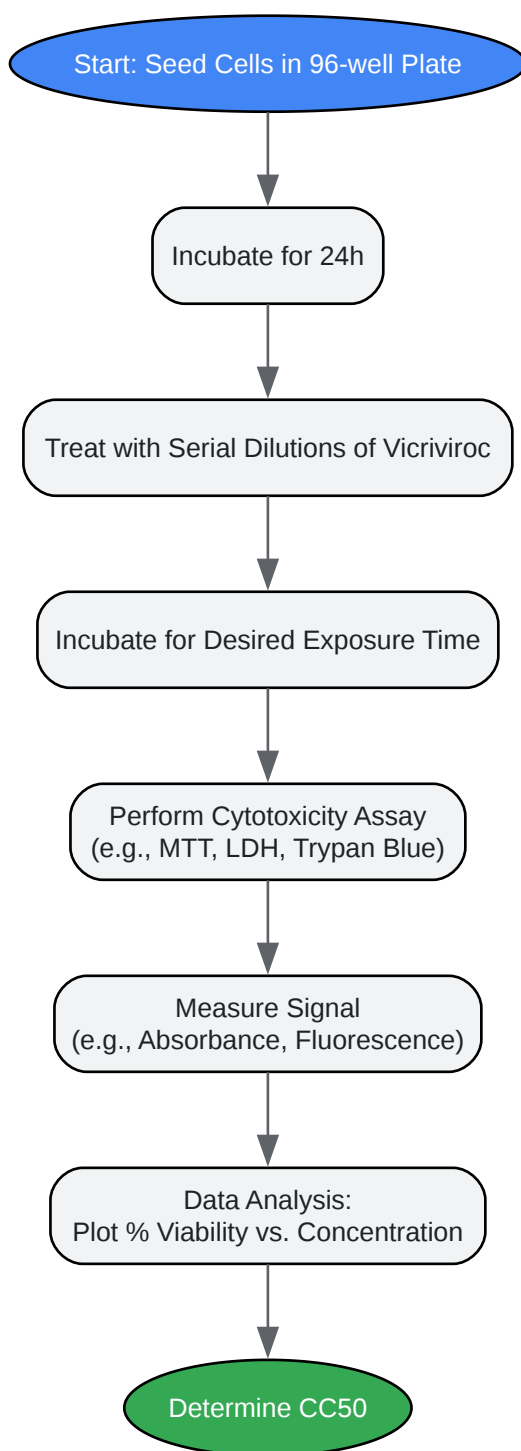 Start: Seed Cells in 96-well Plate
Incubate for 24h
Treat with Serial Dilutions of Vicriviroc
Incubate for Desired Exposure Time
Perform Cytotoxicity Assay
(e.g., MTT, LDH, Trypan Blue)
Measure Signal
(e.g., Absorbance, Fluorescence)
Data Analysis:
Plot % Viability vs. Concentration
Determine CC50